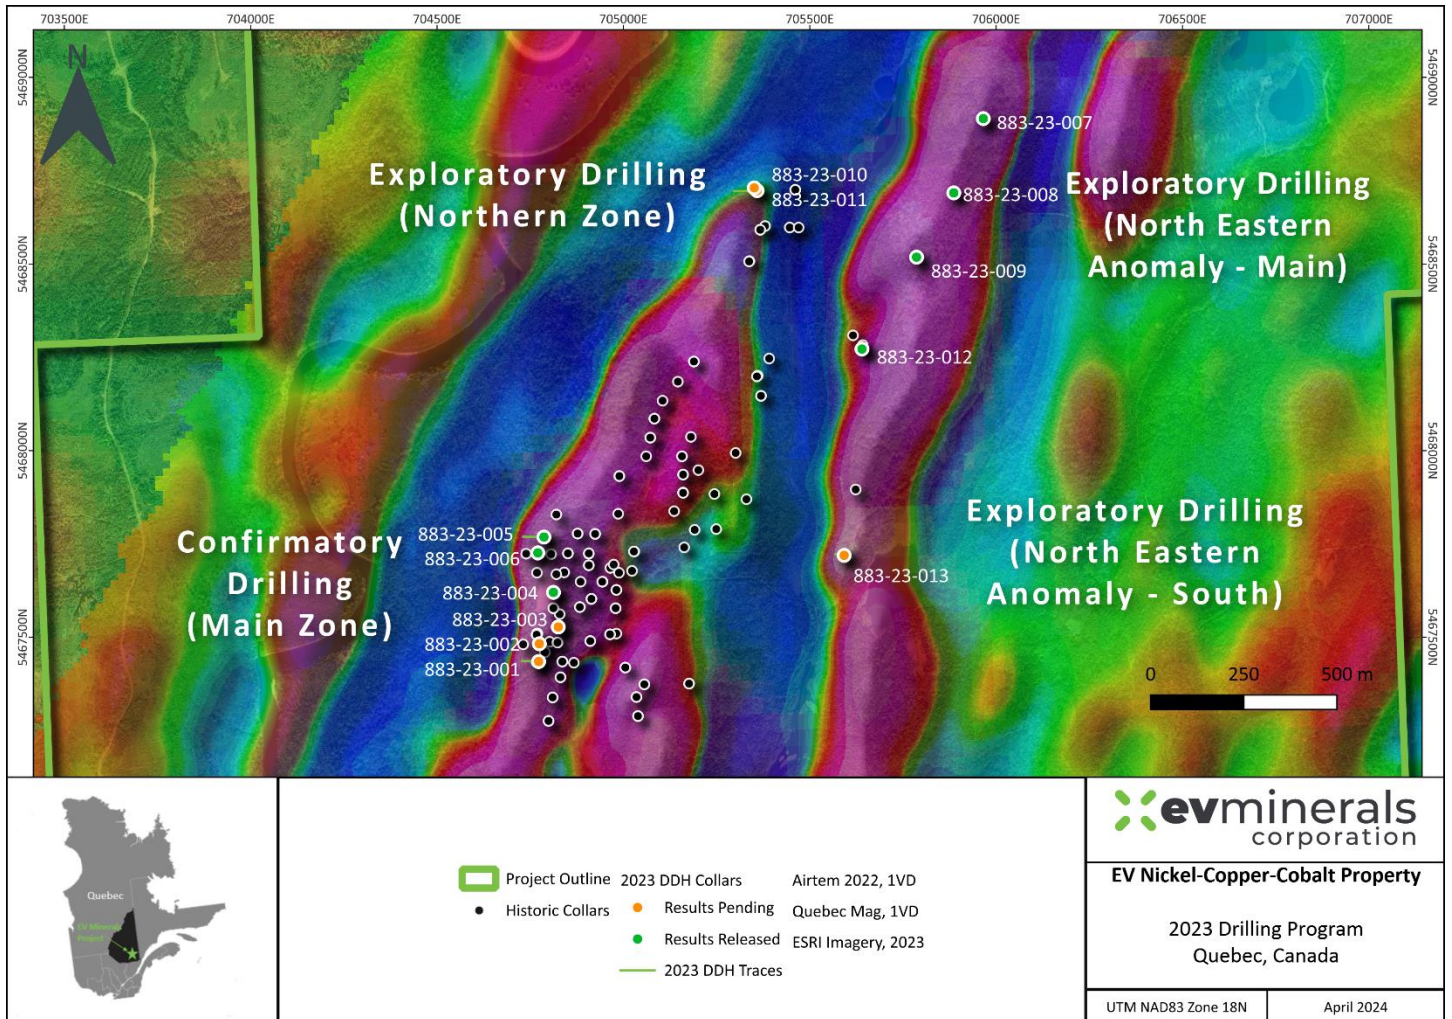 703500E
704000E
704500E
705000E
705500E
706000E
706500E
707000E
N
5469000N
5469000N
883-23-007
Exploratory Drilling
(Northern Zone)
883-23-010
883-23-011
883-23-008
Exploratory Drilling
(North Eastern
Anomaly - Main)
5468500N
5468500N
883-23-009
883-23-012
5468000N
5468000N
Confirmatory
Drilling
(Main Zone)
883-23-005
883-23-006
883-23-004
883-23-003
883-23-002
883-23-001
Exploratory Drilling
(North Eastern
Anomaly - South)
883-23-013
5467500N
5467500N
0 250 500 m
Quebec
EV Minerals
Project
Project Outline
Historic Collars
2023 DDH Collars
Results Pending
Results Released
2023 DDH Traces
Airtem 2022, 1VD
Quebec Mag, 1VD
ESRI Imagery, 2023
evminerals
corporation
EV Nickel-Copper-Cobalt Property
2023 Drilling Program
Quebec, Canada
UTM NAD83 Zone 18N
April 2024